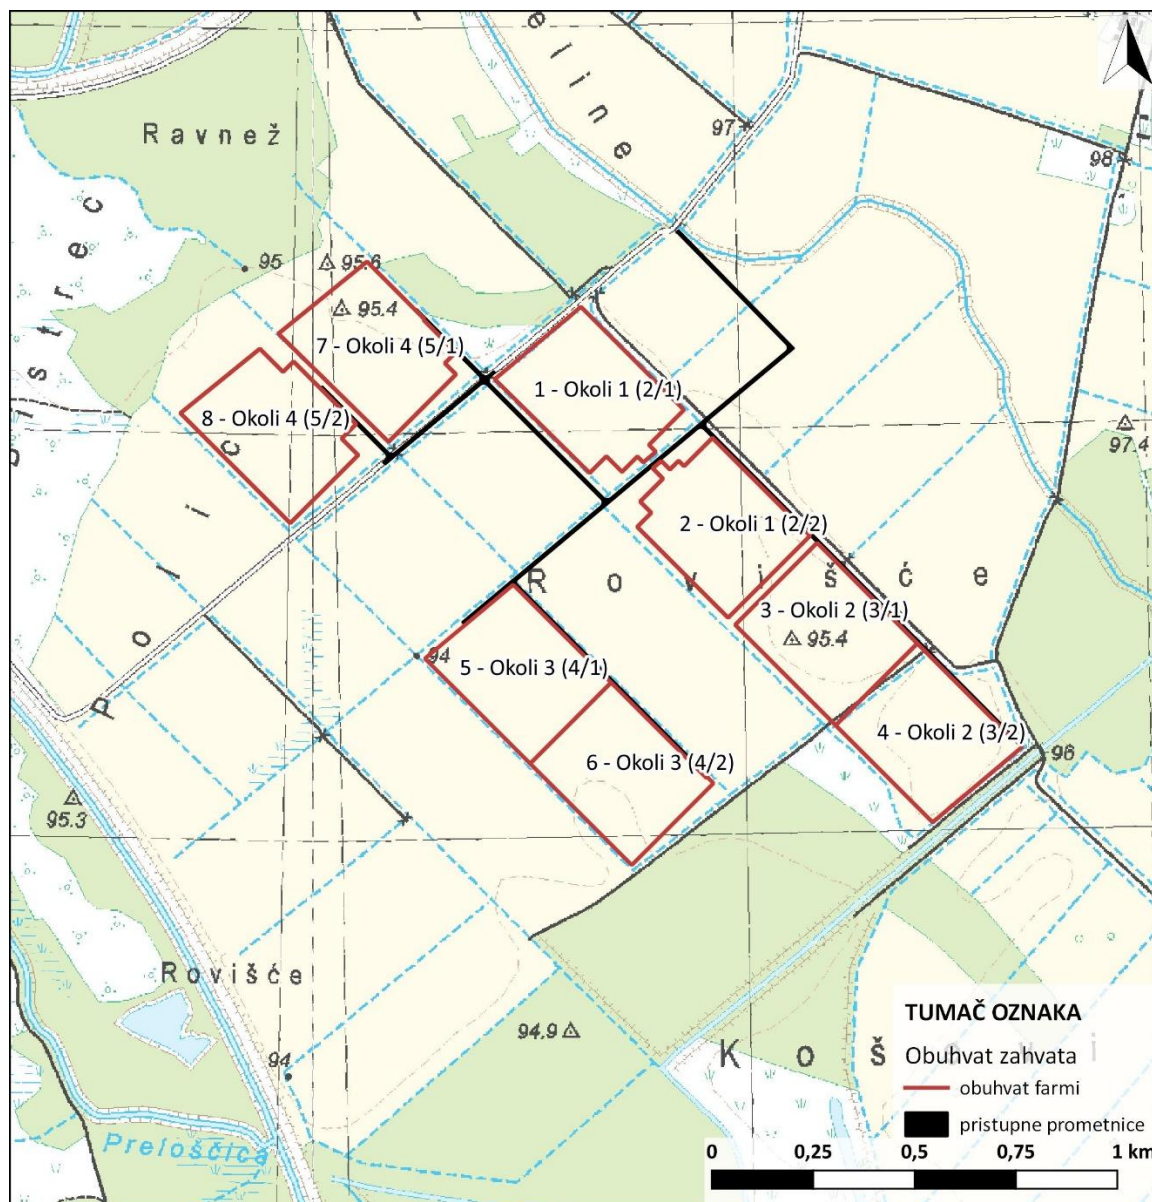 eline
Ravnež
97
98
95
95.6
95.4
7 - Okoli 4 (5/1)
1 - Okoli 1 (2/1)
8 - Okoli 4 (5/2)
97.4
2 - Okoli 1 (2/2)
Rovišće
3 - Okoli 2 (3/1)
95.4
94
5 - Okoli 3 (4/1)
Polic
4 - Okoli 2 (3/2)
96
6 - Okoli 3 (4/2)
95.3
Rovišće
94.9
94
Preloščica
TUMAČ OZNAKA
Obuhvat zahvata
obuhvat farmi
pristupne prometnice
0 0,25 0,5 0,75 1 km